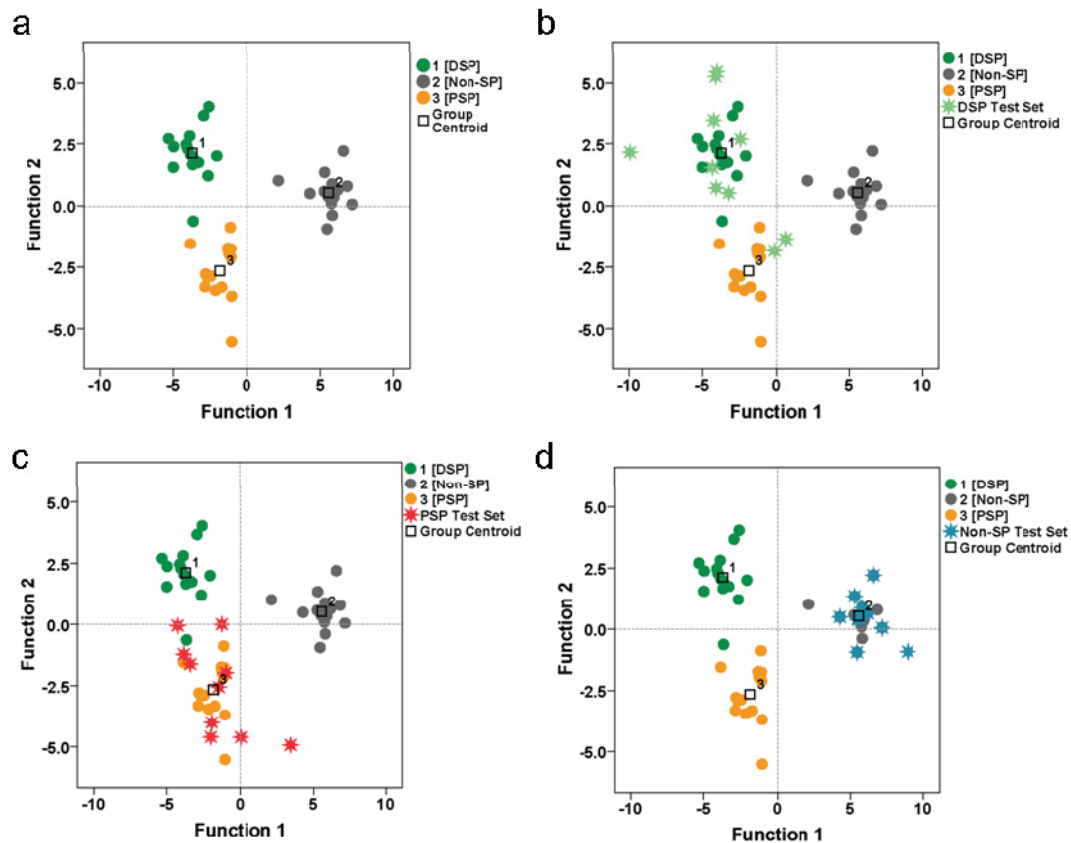 a
5.0
2.5
0.0
-2.5
-5.0
Function 2
-10
-5
0
5
10
Function 1
1
2
3
1 [DSP]
2 [Non-SP]
3 [PSP]
Group
Centroid
b
5.0
2.5
0.0
-2.5
-5.0
Function 2
-10
-5
0
5
10
Function 1
1
2
3
1 [DSP]
2 [Non-SP]
3 [PSP]
DSP Test Set
Group Centroid
c
5.0
2.5
0.0
-2.5
-5.0
Function 2
-10
-5
0
5
10
Function 1
1
2
3
1 [DSP]
2 [Non-SP]
3 [PSP]
PSP Test Set
Group Centroid
d
5.0
2.5
0.0
-2.5
-5.0
Function 2
-10
-5
0
5
10
Function 1
1
2
3
1 [DSP]
2 [Non-SP]
3 [PSP]
Non-SP Test Set
Group Centroid